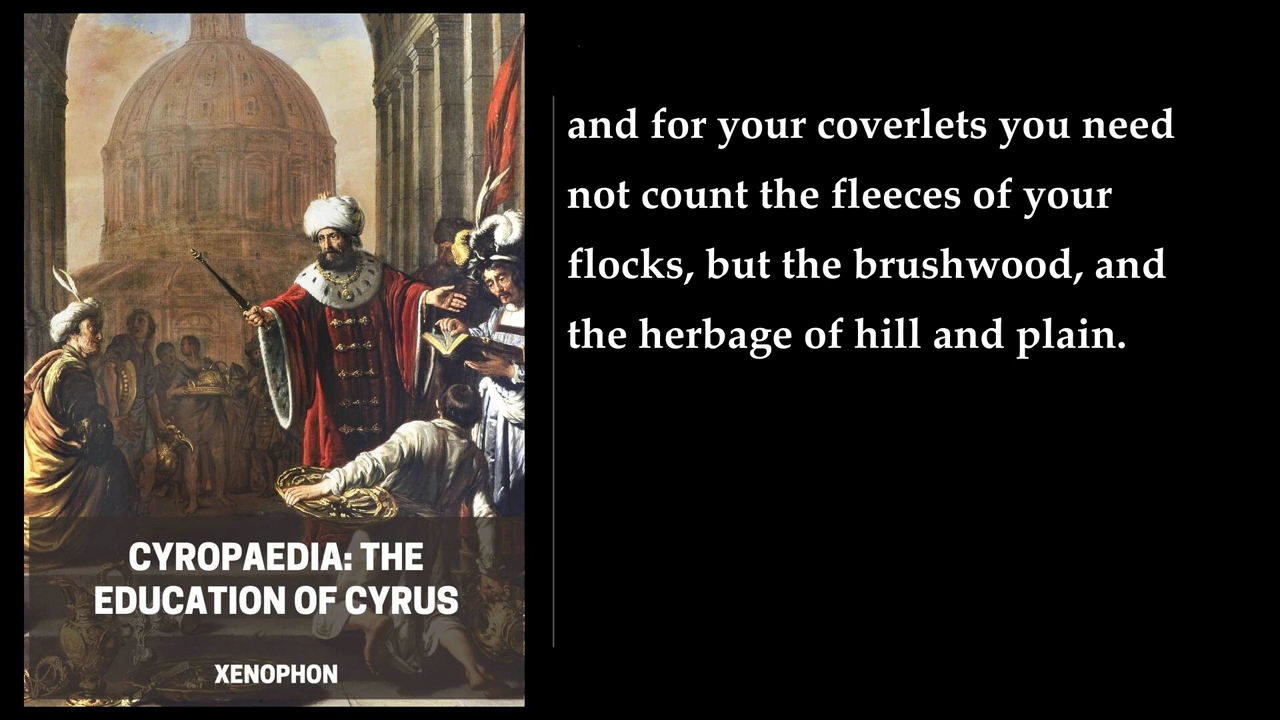 and for your coverlets you need
not count the fleeces of your
flocks, but the brushwood, and
the herbage of hill and plain.
CYROPAEDIA: THE
EDUCATION OF CYRUS
XENOPHON